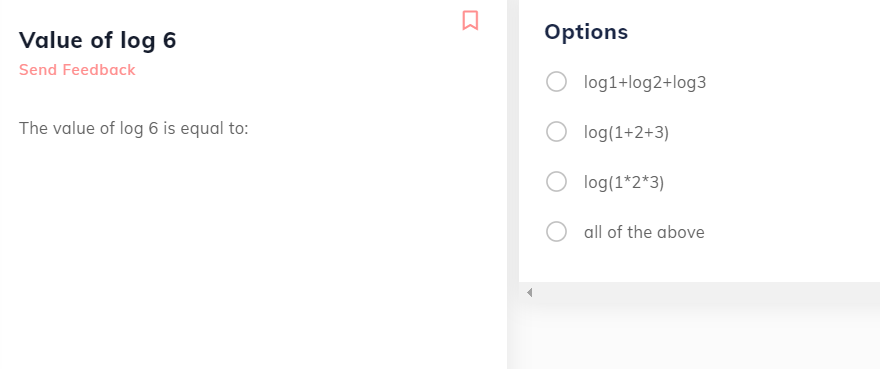 Value of log 6
Send Feedback
The value of log 6 is equal to:
Options
log1+log2+log3
log(1+2+3)
log(1*2*3)
all of the above